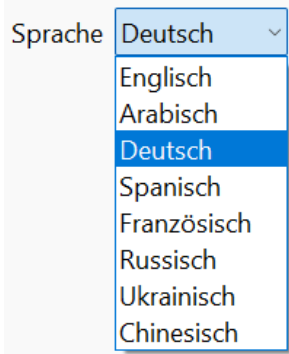 Sprache Deutsch
Englisch
Arabisch
Deutsch
Spanisch
Französisch
Russisch
Ukrainisch
Chinesisch